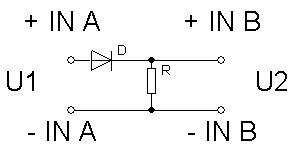 + IN A + IN B
D
R
U1 U2
- IN A - IN B